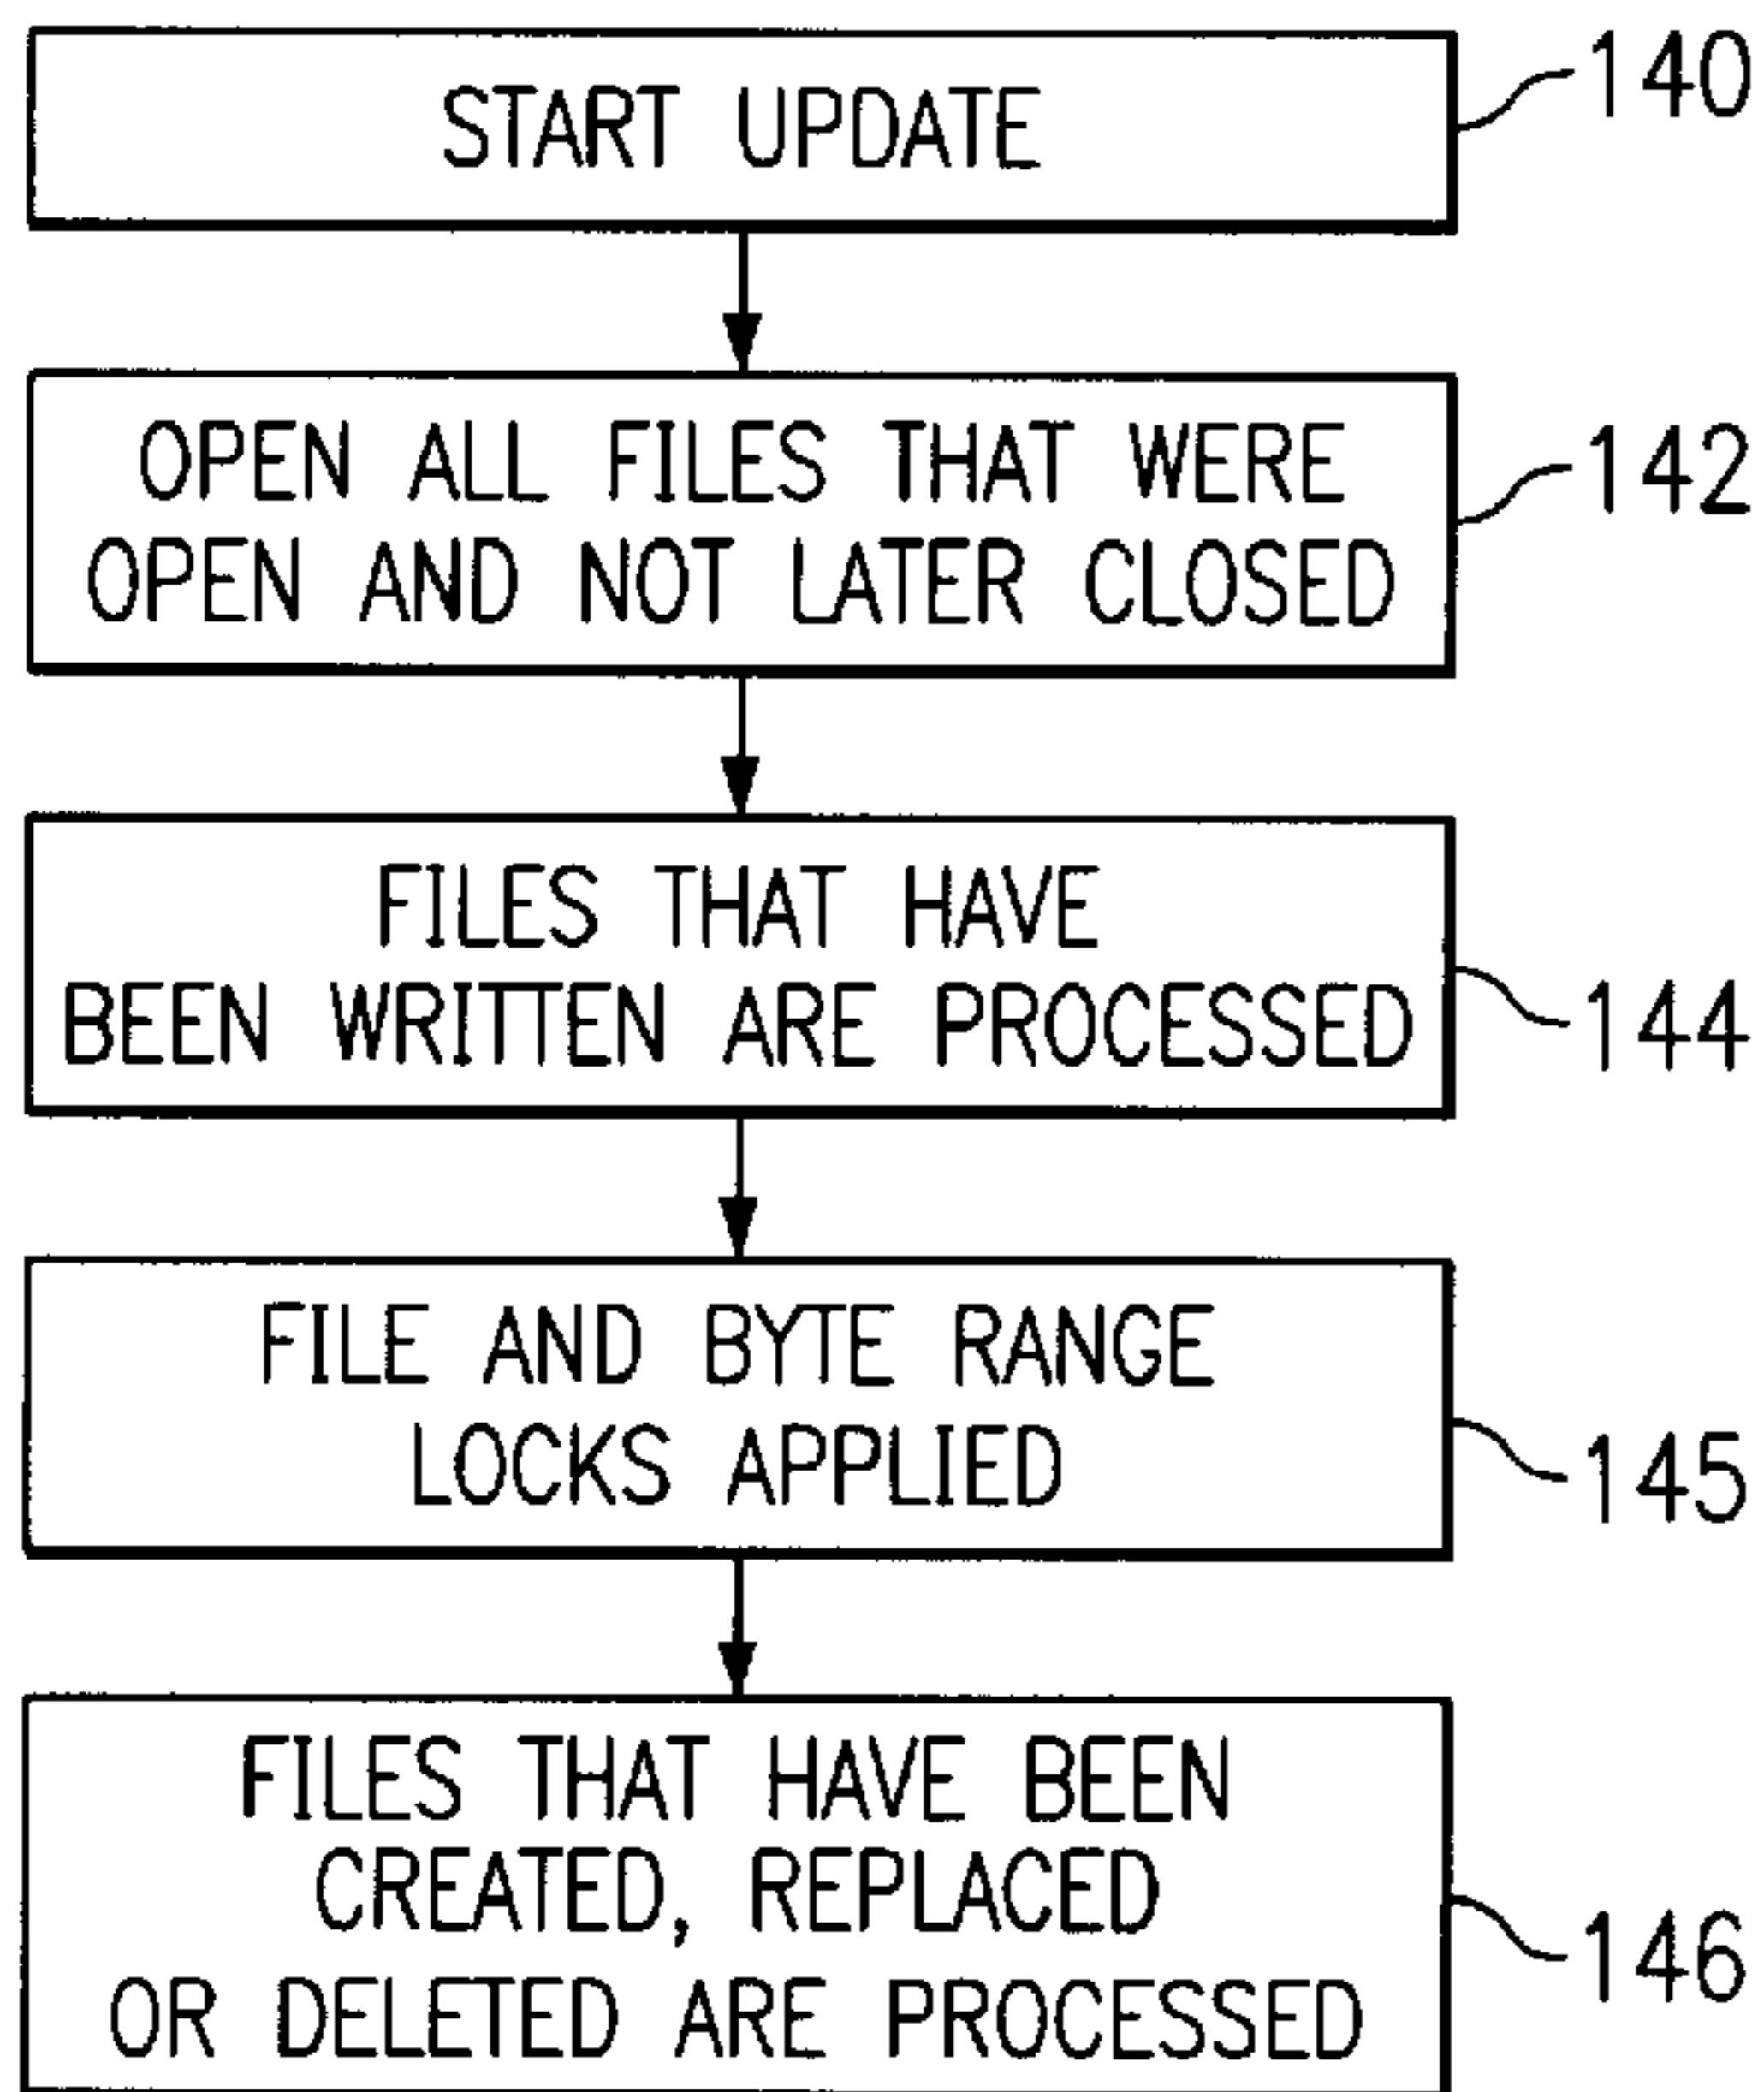 START UPDATE
140
OPEN ALL FILES THAT WERE
OPEN AND NOT LATER CLOSED
142
FILES THAT HAVE
BEEN WRITTEN ARE PROCESSED
144
FILE AND BYTE RANGE
LOCKS APPLIED
145
FILES THAT HAVE BEEN
CREATED, REPLACED
OR DELETED ARE PROCESSED
146